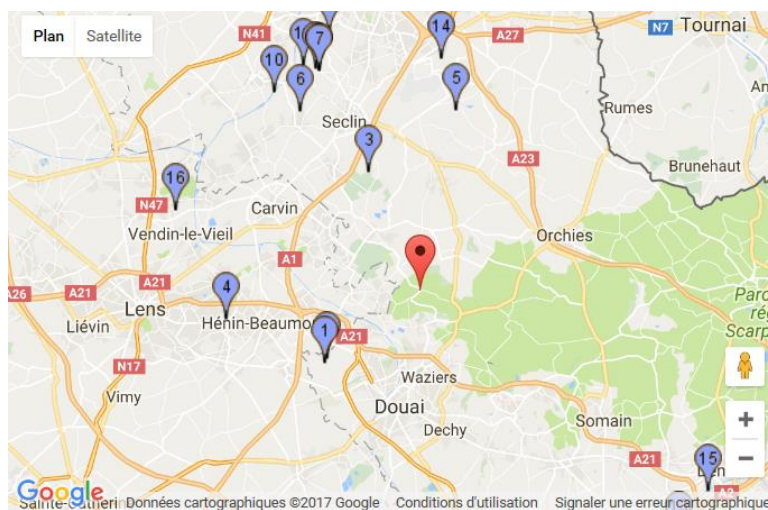 Plan Satellite
N41
14
A27
N7
Tournai
7
10
6
5
Rumes
Seclin
3
A23
Brunehaut
16
N47
Carvin
Vendin-le-Vieil
Orchies
A1
A21
A21
4
Lens
Hénin-Beaumo
Liévin
1
A21
Scarp
N17
Waziers
Vimy
Douai
Somain
Dechy
A21
15
Google
Données cartographiques ©2017 Google Conditions d'utilisation Signaler une erreur cartographique